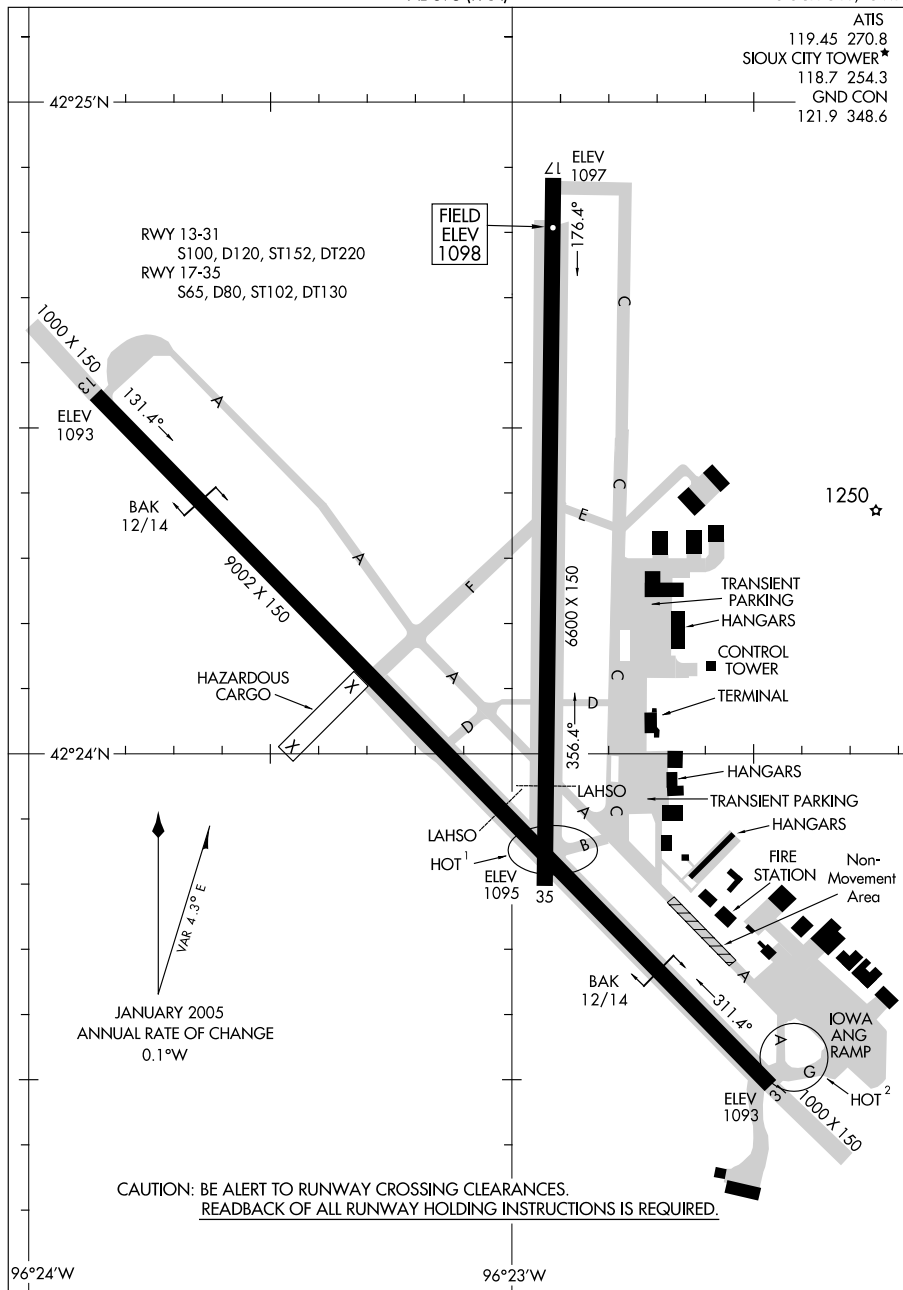 ATIS
119.45 270.8
SIOUX CITY TOWER★
118.7 254.3
GND CON
121.9 348.6
42°25'N
17
ELEV
1097
FIELD
ELEV
1098
176.4°
RWY 13-31
S100, D120, ST152, DT220
RWY 17-35
S65, D80, ST102, DT130
C
1000 X 150
13
ELEV
1093
131.4°
A
BAK
12/14
C
1250
E
A
F
9002 X 150
6600 X 150
TRANSIENT
PARKING
HANGARS
CONTROL
TOWER
HAZARDOUS
CARGO
X
X
A
C
TERMINAL
D
D
356.4°
42°24'N
HANGARS
LAHSO
TRANSIENT PARKING
A
C
LAHSO
HANGARS
HOT 1
B
FIRE
STATION
Non-
Movement
Area
ELEV
1095
35
VAR 4.3° E
A
BAK
12/14
311.4°
JANUARY 2005
ANNUAL RATE OF CHANGE
0.1°W
IOWA
ANG
RAMP
A
G
HOT 2
ELEV
1093
31
1000 X 150
CAUTION: BE ALERT TO RUNWAY CROSSING CLEARANCES.
READBACK OF ALL RUNWAY HOLDING INSTRUCTIONS IS REQUIRED.
96°24'W
96°23'W